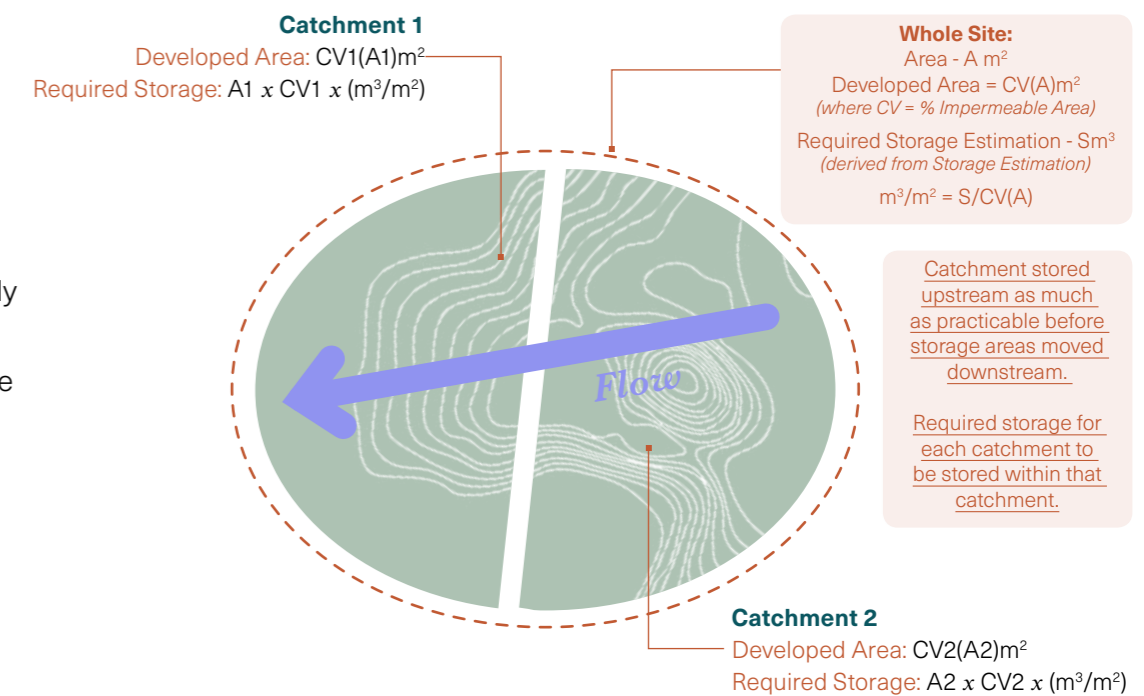 Catchment 1
Developed Area: CV1(A1)m²
Required Storage: A1 x CV1 x (m³/m²)
Whole Site:
Area - A m²
Developed Area = CV(A)m²
(where CV = % Impermeable Area)
Required Storage Estimation - Sm³
(derived from Storage Estimation)
m³/m² = S/CV(A)
Catchment stored
upstream as much
as practicable before
storage areas moved
downstream.
Required storage for
each catchment to
be stored within that
catchment.
Flow
Catchment 2
Developed Area: CV2(A2)m²
Required Storage: A2 x CV2 x (m³/m²)